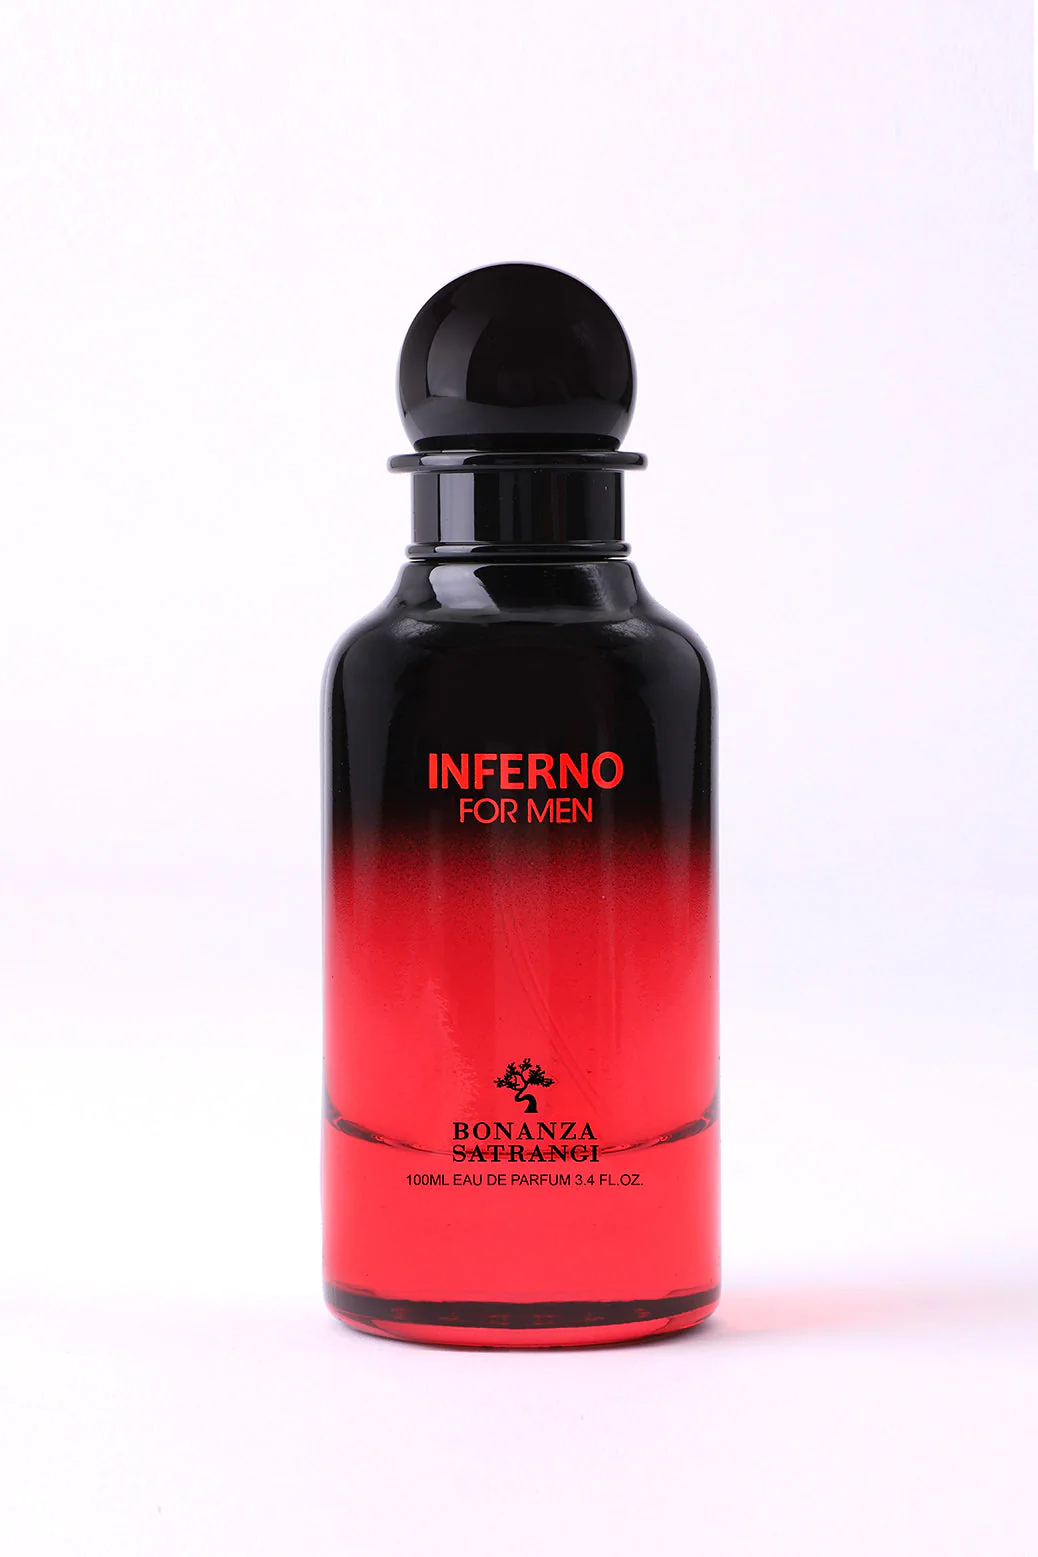 INFERNO
FOR MEN
BONANZA
SATRANGI
100ML EAU DE PARFUM 3.4 FL.OZ.